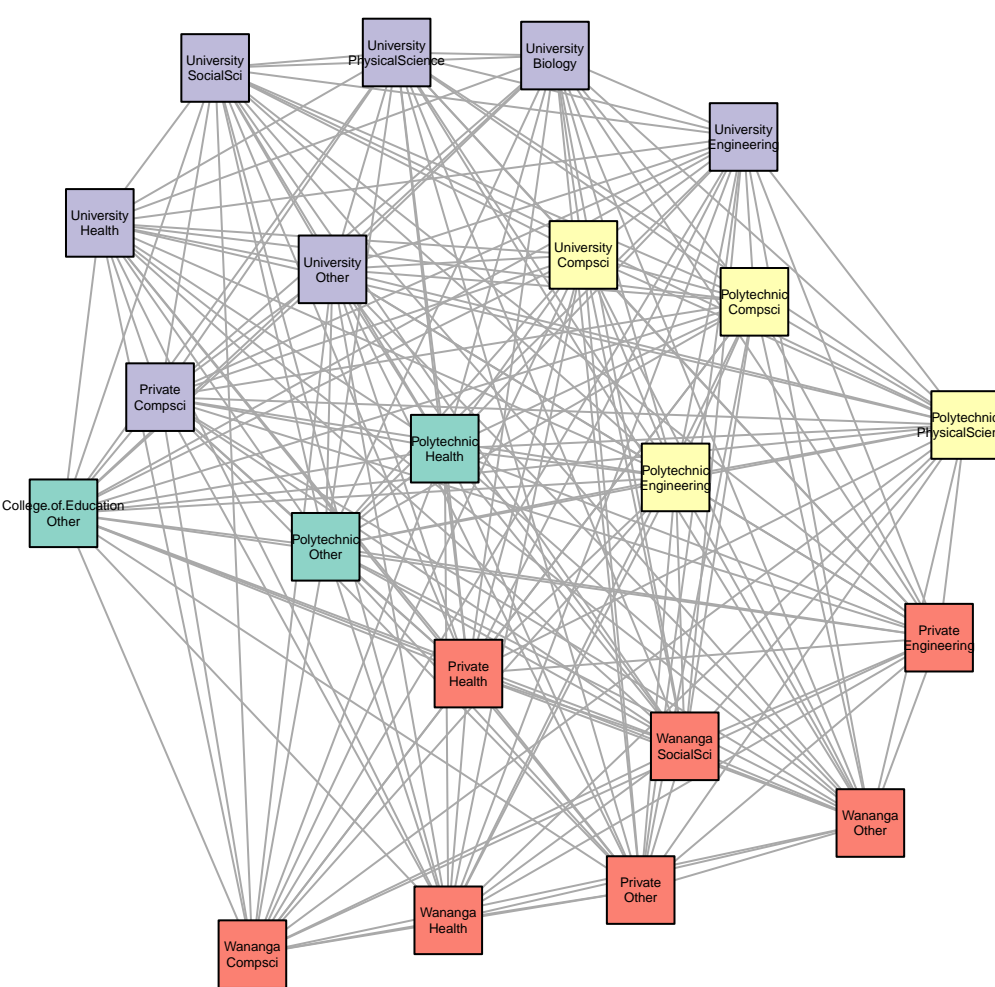 University
SocialSci
University
PhysicalScience
University
Biology
University
Engineering
University
Health
University
Other
University
Compsci
Polytechnic
Compsci
Private
Compsci
Polytechnic
Health
Polytechnic
PhysicalScien
Polytechnic
Engineering
College.of.Education
Other
Polytechnic
Other
Private
Engineering
Private
Health
Wananga
SocialSci
Wananga
Other
Private
Other
Wananga
Health
Wananga
Compsci